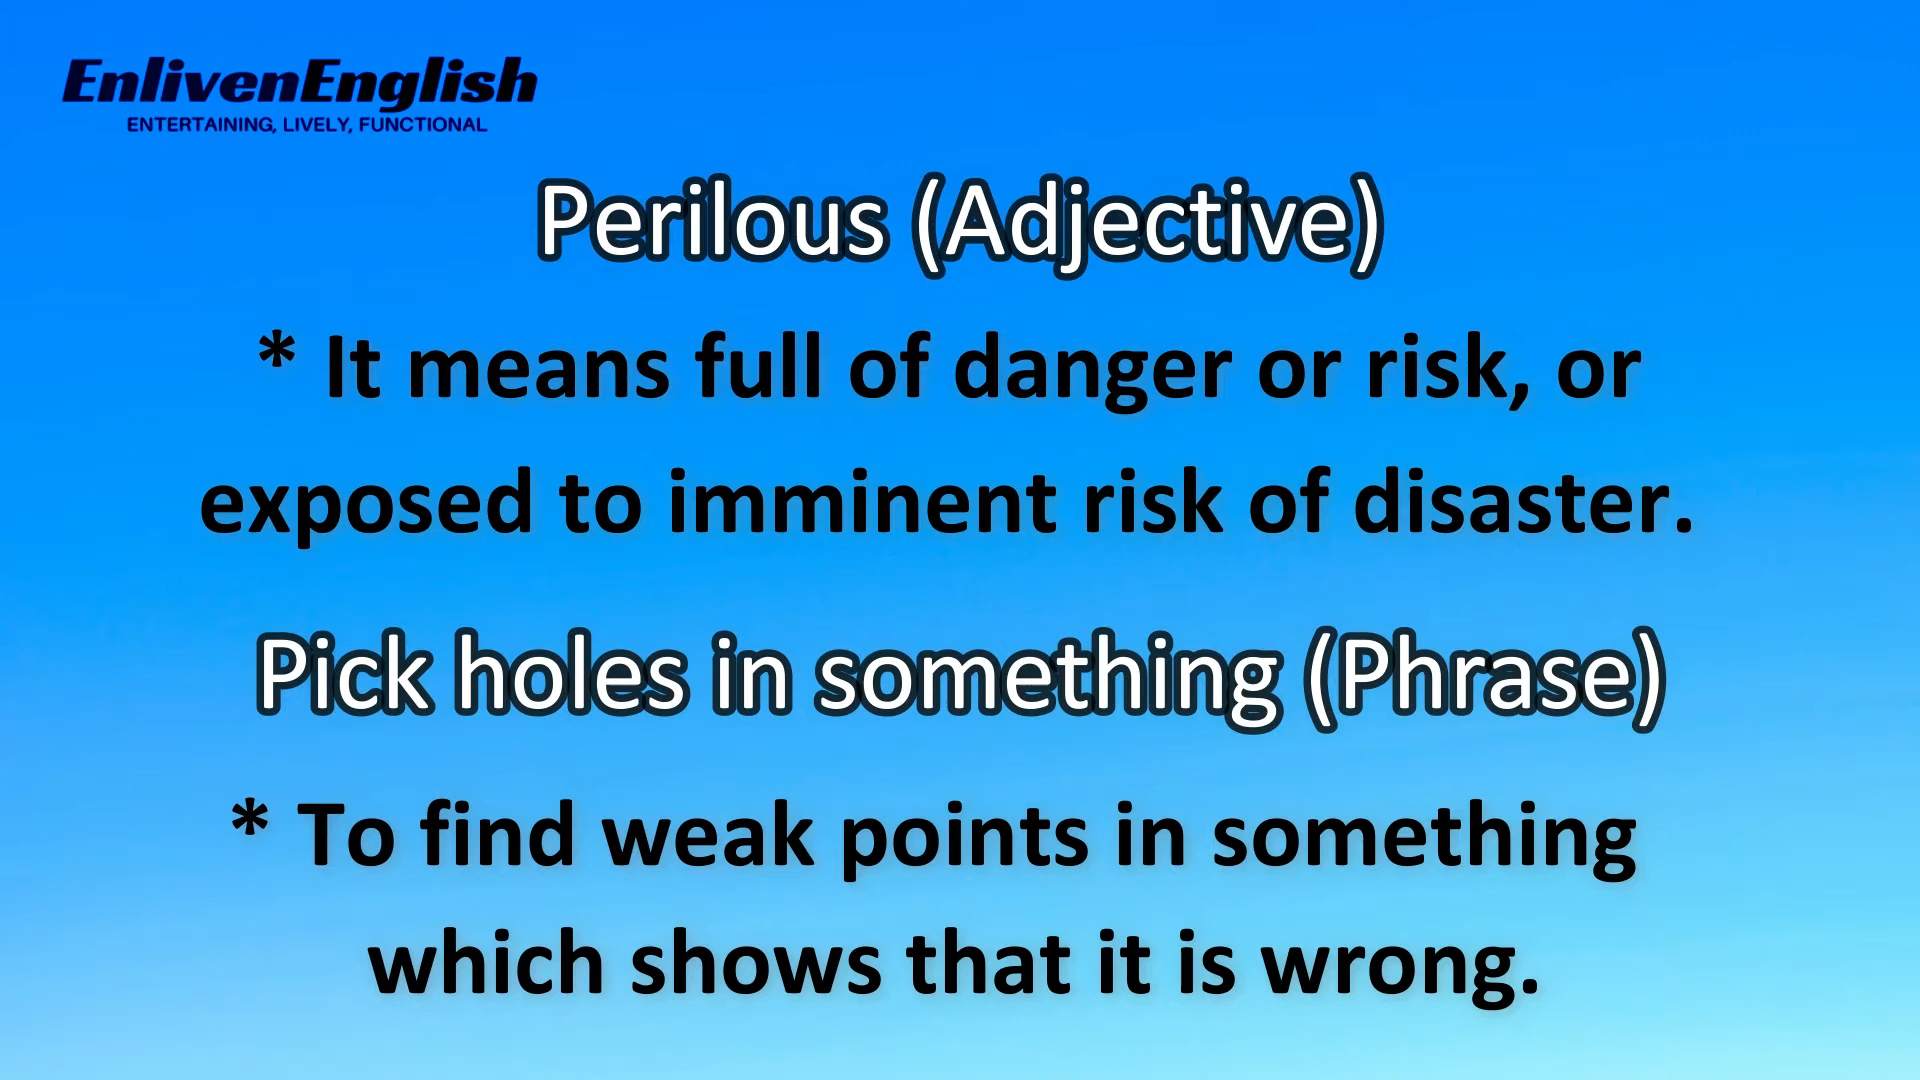 EnlivenEnglish
ENTERTAINING, LIVELY, FUNCTIONAL
Perilous (Adjective)
* It means full of danger or risk, or
exposed to imminent risk of disaster.
Pick holes in something (Phrase)
* To find weak points in something
which shows that it is wrong.